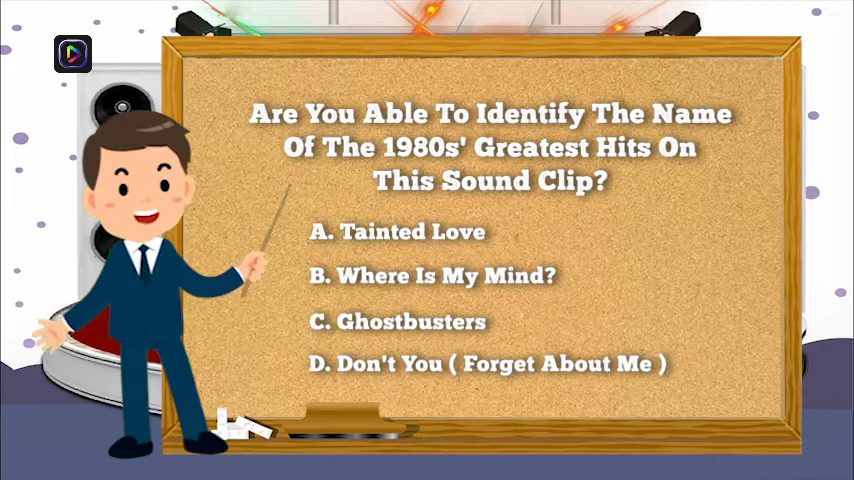 Are You Able To Identify The Name
Of The 1980s' Greatest Hits On
This Sound Clip?
A. Tainted Love
B. Where Is My Mind?
C. Ghostbusters
D. Don't You ( Forget About Me )